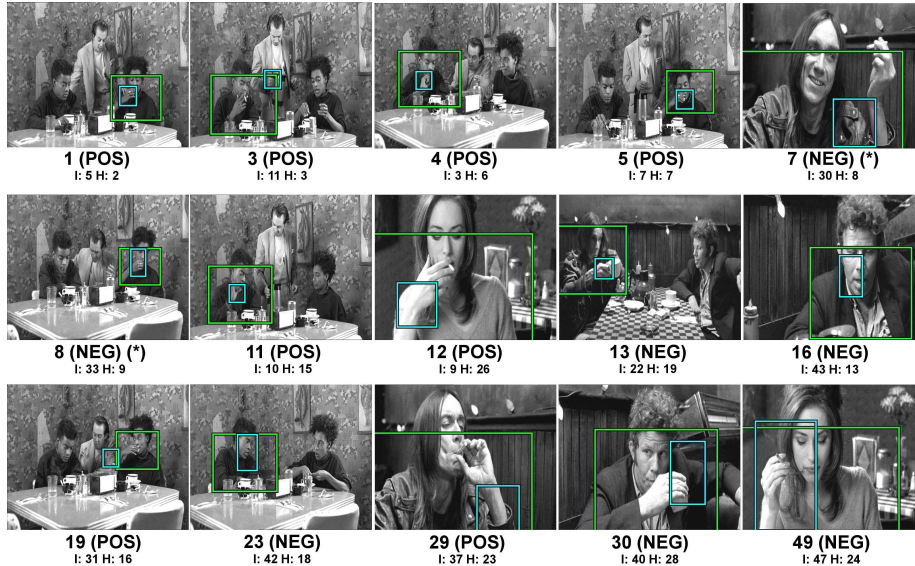 1 (POS)
I: 5 H: 2
3 (POS)
I: 11 H: 3
4 (POS)
I: 3 H: 6
5 (POS)
I: 7 H: 7
7 (NEG) (*)
I: 30 H: 8
8 (NEG) (*)
I: 33 H: 9
11 (POS)
I: 10 H: 15
12 (POS)
I: 9 H: 26
13 (NEG)
I: 22 H: 19
16 (NEG)
I: 43 H: 13
19 (POS)
I: 31 H: 16
23 (NEG)
I: 42 H: 18
29 (POS)
I: 37 H: 23
30 (NEG)
I: 40 H: 28
49 (NEG)
I: 47 H: 24